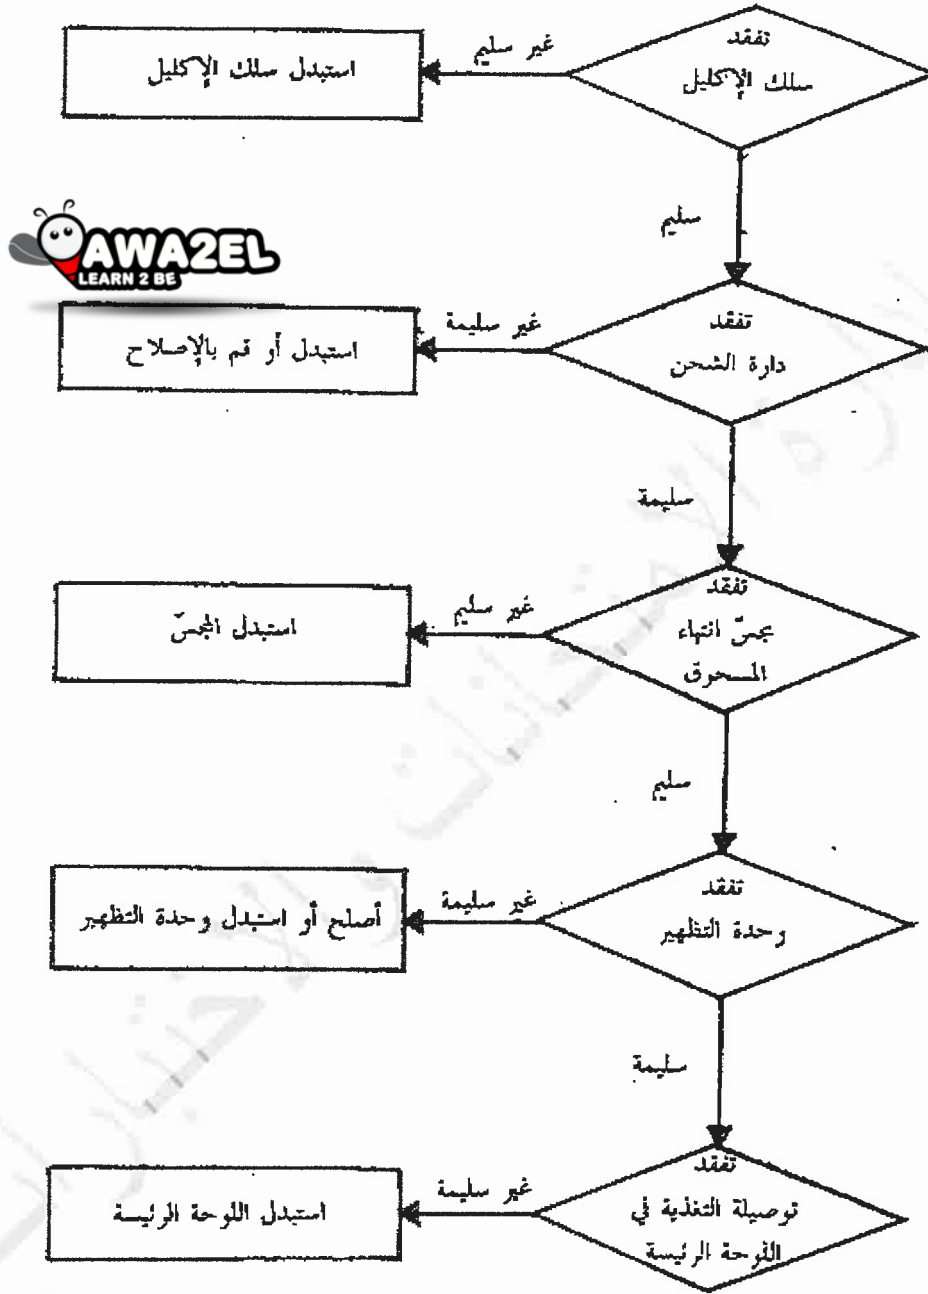 تفقد
سلك الإكليل
غير سليم
استبدل سلك الإكليل
سليم
AWA2EL
LEARN 2 BE
تفقد
دارة الشحن
غير سليمة
استبدل أو قم بالإصلاح
سليمة
تفقد
مجسّ انتهاء
المسحوق
غير سليم
استبدل المجسّ
سليم
تفقد
وحدة التظهير
غير سليمة
أصلح أو استبدل وحدة التظهير
سليمة
تفقد
توصيلة التغذية في
اللوحة الرئيسة
غير سليمة
استبدل اللوحة الرئيسة